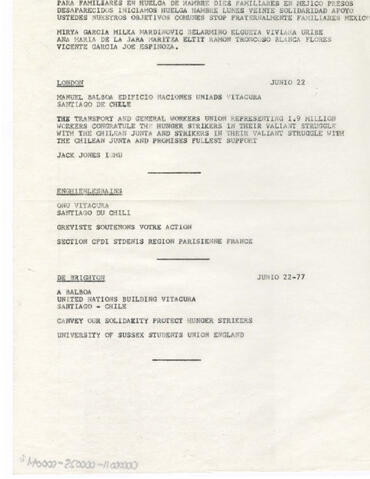 PARA FAMILIARES EN HUELGA DE HAMBRE DIEZ FAMILIARES EN MEJICO PRESOS
DESAPARECIDOS INICIAMOS HUELGA HAMBRE LUNES VEINTE SOLIDARIDAD APOYO
USTEDES NUESTROS OBJETIVOS COMUNES STOP FRATERNALMENTE FAMILIARES MEXICO
MIRYA GARCIA MILKA MARDINOVIC BELARMINO ELGUETA VIVIANA URIBE
ANA MARIA DE LA JARA MARITZA ELTIT RAMON TRONCOSO BLANCA FLORES
VICENTE GARCIA JOE ESPINOZA.
LONDON JUNIO 22
MANUEL BALBOA EDIFICIO NACIONES UNIADS VITACURA
SANTIAGO DE CHILE
THE TRANSPORT AND GENERAL WORKERS UNION REPRESENTING 1.9 MILLION
WORKERS CONGRATULE THE HUNGER STRIKERS IN THEIR VALIANT STRUGGLE
WITH THE CHILEAN JUNTA AND STRIKERS IN THEIR VALIANT STRUGGLE WITH
THE CHILEAN JUNTA AND PROMISES FULLEST SUPPORT
JACK JONES
ENGHIENLESBAINS
ONU VITACURA
SANTIAGO DU CHILI
GREVISTE SOUTENONS VOTRE ACTION
SECTION CFDI STDENIS REGION PARISIENNE FRANCE
DE BRIGHTON JUNIO 22-77
A BALBOA
UNITED NATIONS BUILDING VITACURA
SANTIAGO - CHILE
CANVEY OUR SOLIDAKITY PROTECT HUNGER STRIKERS
UNIVERSITY OF SUSSEX STUDENTS UNION ENGLAND